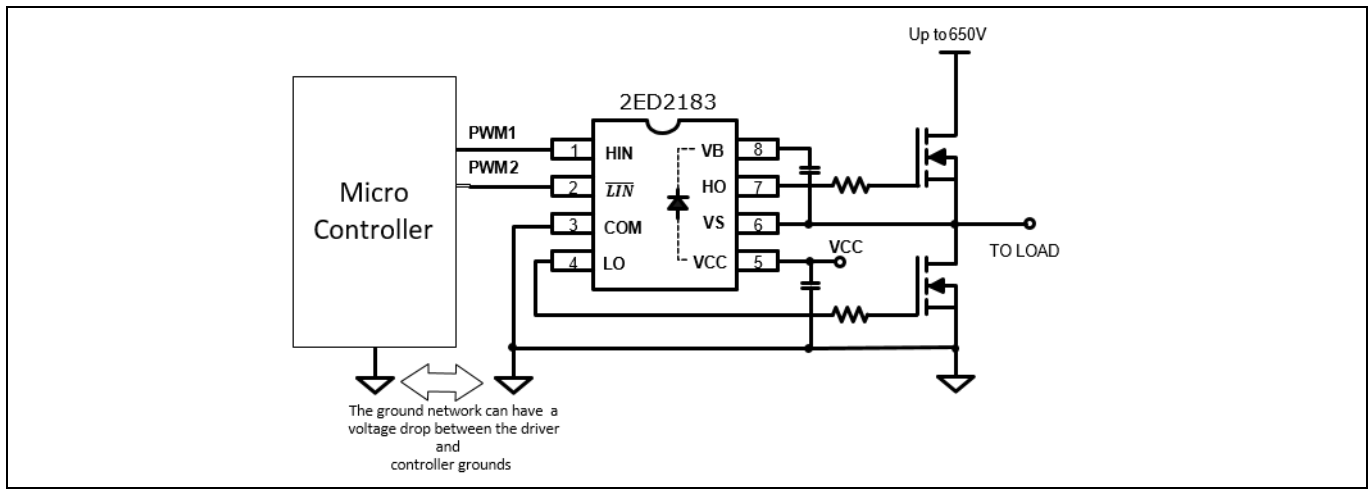 Up to 650V
2ED2183
PWM1
PWM2
Micro
Controller
1 HIN VB 8
2 L̅I̅N̅ HO 7
3 COM VS 6
4 LO VCC 5
VCC
TO LOAD
The ground network can have a
voltage drop between the driver
and
controller grounds